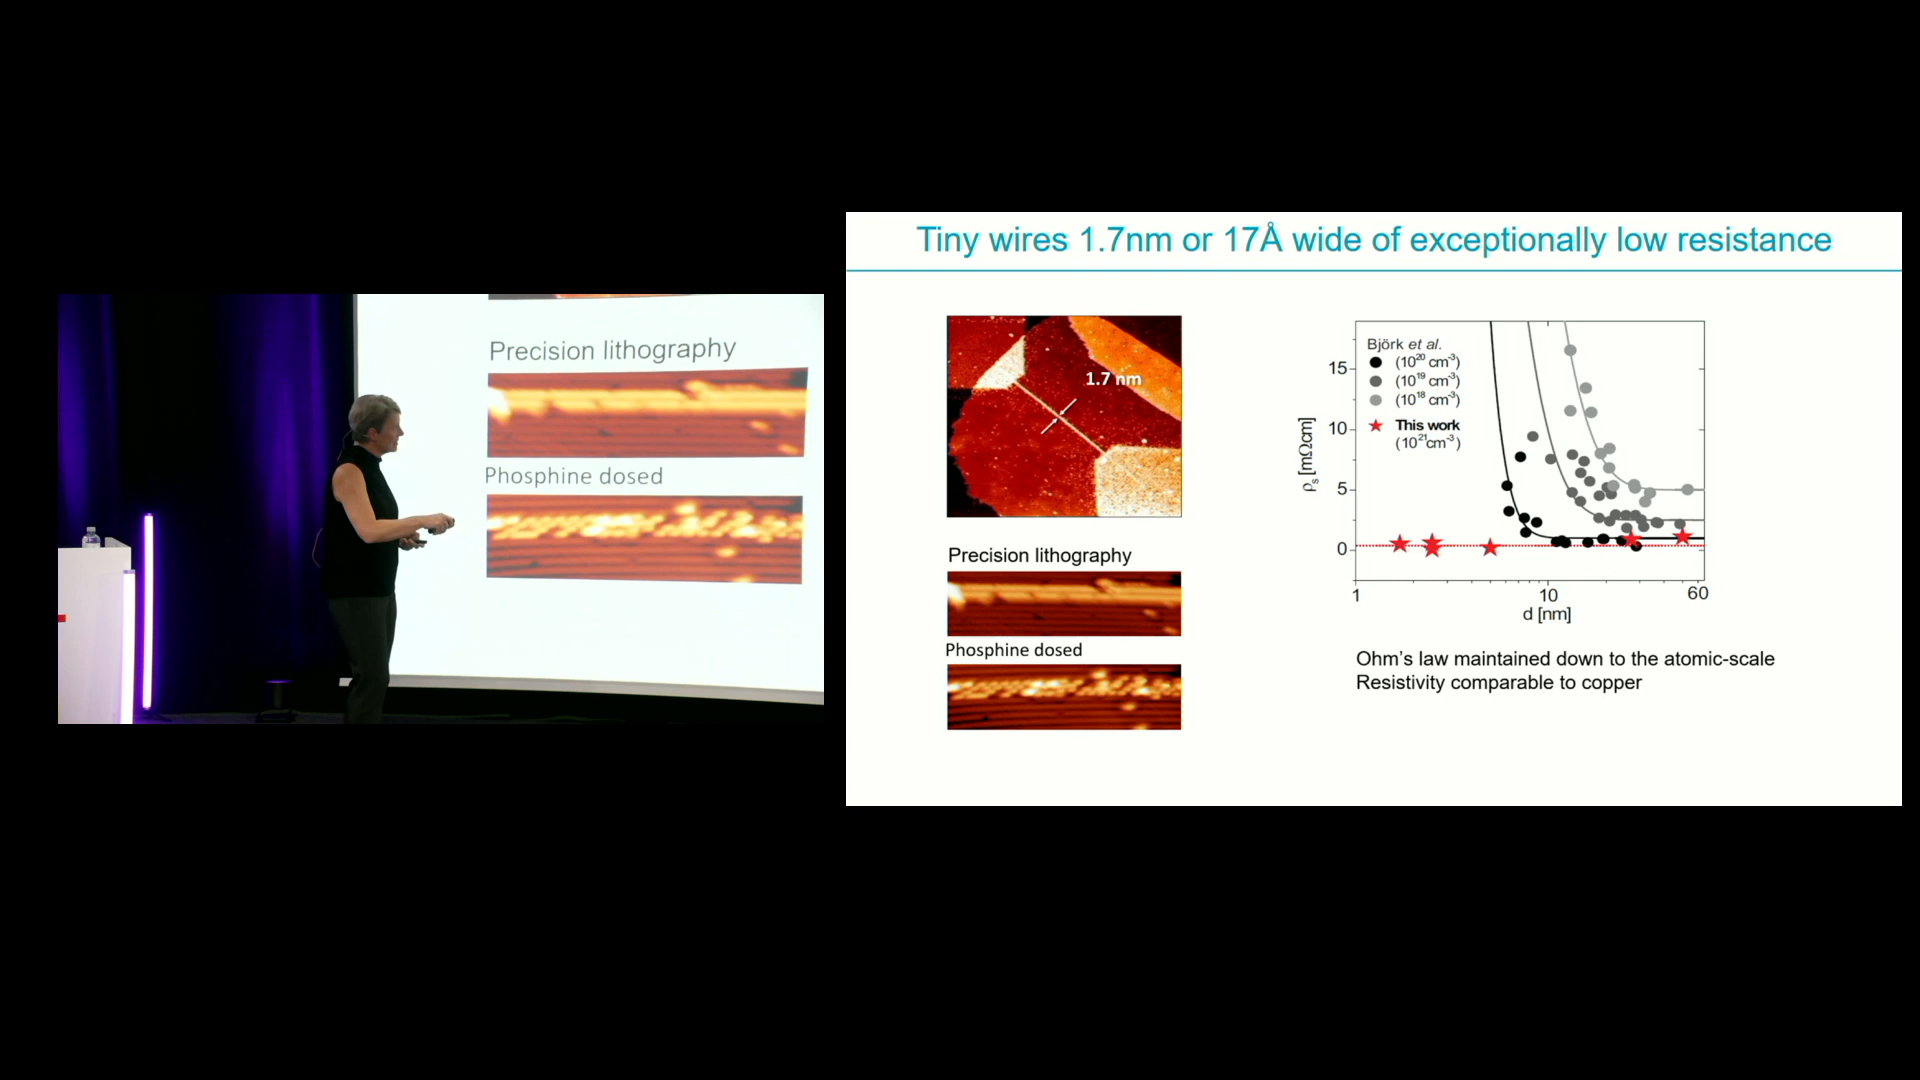 Precision lithography
Phosphine dosed
Tiny wires 1.7nm or 17Å wide of exceptionally low resistance
1.7 nm
Precision lithography
Phosphine dosed
Björk et al.
(10²⁰ cm⁻³)
(10¹⁹ cm⁻³)
(10¹⁸ cm⁻³)
This work
(10²¹cm⁻³)
15
10
5
0
ρs [mΩcm]
1
10
60
d [nm]
Ohm's law maintained down to the atomic-scale
Resistivity comparable to copper